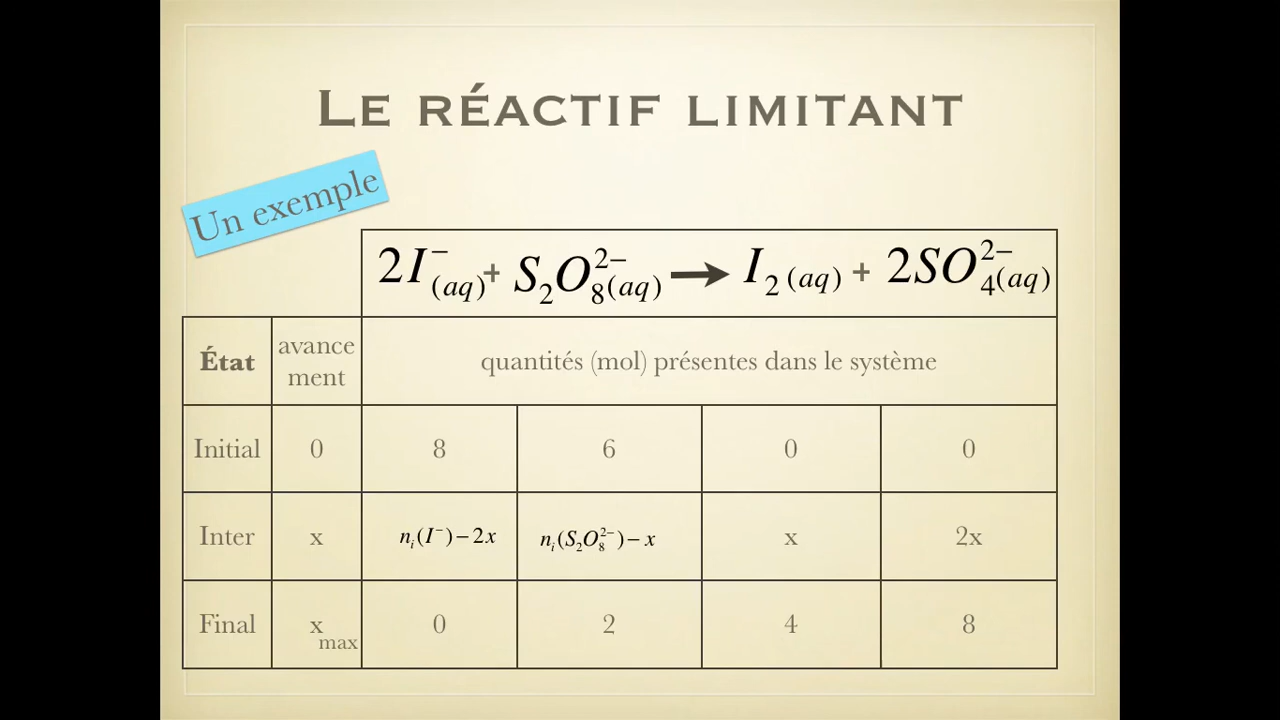 LE RÉACTIF LIMITANT
Un exemple
2I⁻(aq) + S₂O₈²⁻(aq) → I₂(aq) + 2SO₄²⁻(aq)
État avance quantités (mol) présentes dans le système
ment
Initial 0 8 6 0 0
Inter x nᵢ(I⁻)−2x nᵢ(S₂O₈²⁻)−x x 2x
Final x max 0 2 4 8